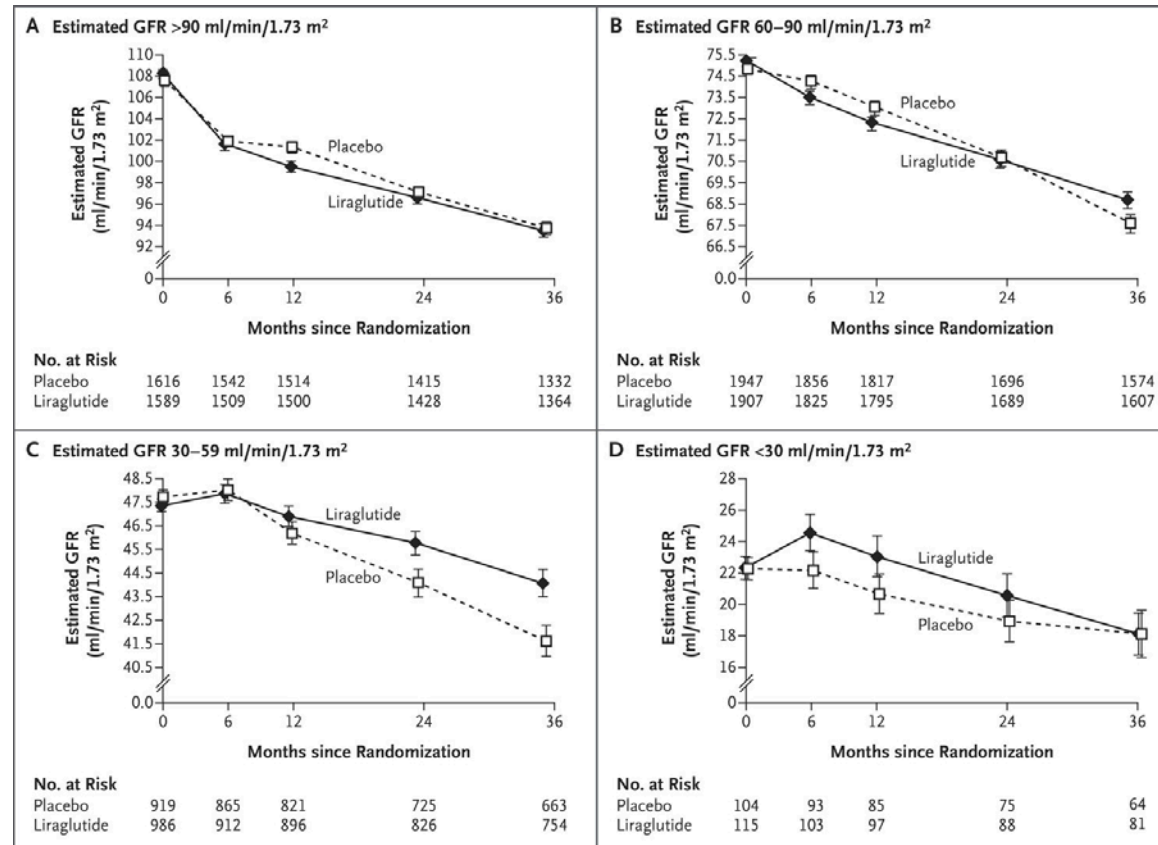 A Estimated GFR >90 ml/min/1.73 m²
Estimated GFR
(ml/min/1.73 m²)
110
108
106
104
102
100
98
96
94
92
0
Placebo
Liraglutide
0 6 12 24 36
Months since Randomization
No. at Risk
Placebo 1616 1542 1514 1415 1332
Liraglutide 1589 1509 1500 1428 1364
B Estimated GFR 60–90 ml/min/1.73 m²
Estimated GFR
(ml/min/1.73 m²)
75.5
74.5
73.5
72.5
71.5
70.5
69.5
68.5
67.5
66.5
0.0
Placebo
Liraglutide
0 6 12 24 36
Months since Randomization
No. at Risk
Placebo 1947 1856 1817 1696 1574
Liraglutide 1907 1825 1795 1689 1607
C Estimated GFR 30–59 ml/min/1.73 m²
Estimated GFR
(ml/min/1.73 m²)
48.5
47.5
46.5
45.5
44.5
43.5
42.5
41.5
40.5
0.0
Liraglutide
Placebo
0 6 12 24 36
Months since Randomization
No. at Risk
Placebo 919 865 821 725 663
Liraglutide 986 912 896 826 754
D Estimated GFR <30 ml/min/1.73 m²
Estimated GFR
(ml/min/1.73 m²)
28
26
24
22
20
18
16
0
Liraglutide
Placebo
0 6 12 24 36
Months since Randomization
No. at Risk
Placebo 104 93 85 75 64
Liraglutide 115 103 97 88 81